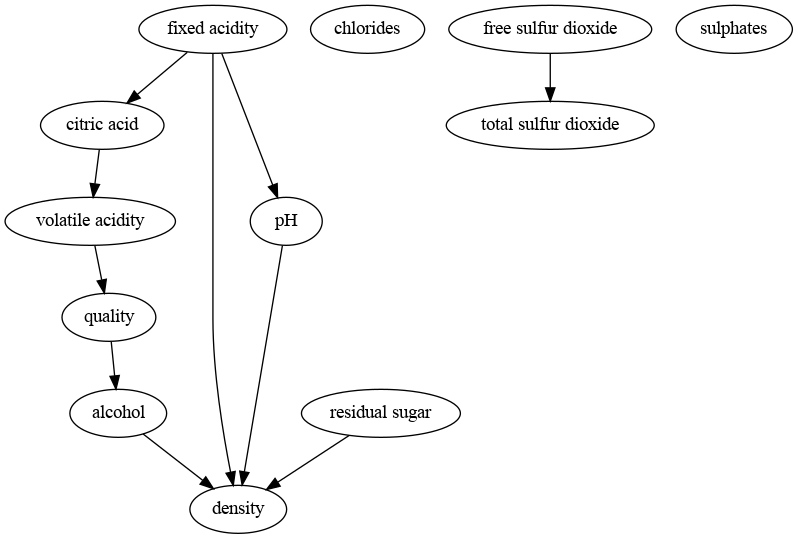 fixed acidity
chlorides
free sulfur dioxide
sulphates
citric acid
total sulfur dioxide
volatile acidity
pH
quality
alcohol
residual sugar
density